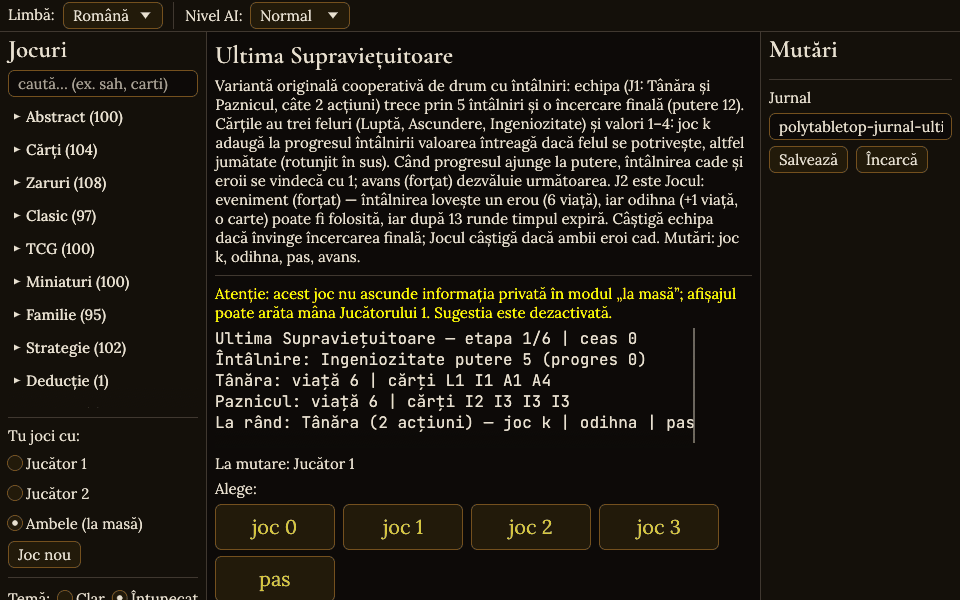 Limbă: Română ▼ Nivel AI: Normal ▼
Jocuri
caută... (ex. sah, carti)
▸ Abstract (100)
▸ Cărți (104)
▸ Zaruri (108)
▸ Clasic (97)
▸ TCG (100)
▸ Miniaturi (100)
▸ Familie (95)
▸ Strategie (102)
▸ Deducție (1)
Tu joci cu:
Jucător 1
Jucător 2
Ambele (la masă)
Joc nou
Temă: Clar Întunecat
Ultima Supraviețuitoare
Variantă originală cooperativă de drum cu întâlniri: echipa (J1: Tânăra și
Paznicul, câte 2 acțiuni) trece prin 5 întâlniri și o încercare finală (putere 12).
Cărțile au trei feluri (Luptă, Ascundere, Ingeniozitate) și valori 1–4: joc k
adaugă la progresul întâlnirii valoarea întreagă dacă felul se potrivește, altfel
jumătate (rotunjit în sus). Când progresul ajunge la putere, întâlnirea cade și
eroii se vindecă cu 1; avans (forțat) dezvăluie următoarea. J2 este Jocul:
eveniment (forțat) — întâlnirea lovește un erou (6 viață), iar odihna (+1 viață,
o carte) poate fi folosită, iar după 13 runde timpul expiră. Câștigă echipa
dacă învinge încercarea finală; Jocul câștigă dacă ambii eroi cad. Mutări: joc
k, odihna, pas, avans.
Atenție: acest joc nu ascunde informația privată în modul „la masă”; afișajul
poate arăta mâna Jucătorului 1. Sugestia este dezactivată.
Ultima Supraviețuitoare — etapa 1/6 | ceas 0
Întâlnire: Ingeniozitate putere 5 (progres 0)
Tânăra: viață 6 | cărți L1 I1 A1 A4
Paznicul: viață 6 | cărți I2 I3 I3 I3
La rând: Tânăra (2 acțiuni) — joc k | odihna | pas
La mutare: Jucător 1
Alege:
joc 0
joc 1
joc 2
joc 3
pas
Mutări
Jurnal
polytabletop-jurnal-ulti
Salvează Încarcă